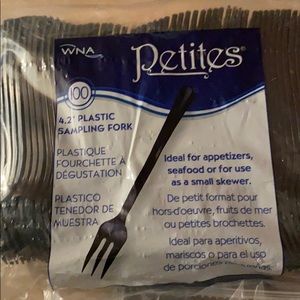 WNA
Petites®
100
4.2" PLASTIC
SAMPLING FORK
PLASTIQUE
FOURCHETTE À
DÉGUSTATION
PLASTICO
TENEDOR DE
MUESTRA
Ideal for appetizers,
seafood or for use
as a small skewer.
De petit format pour
hors-d'oeuvre, fruits de mer
ou petites brochettes.
Ideal para aperitivos,
mariscos o para el uso
de porciones